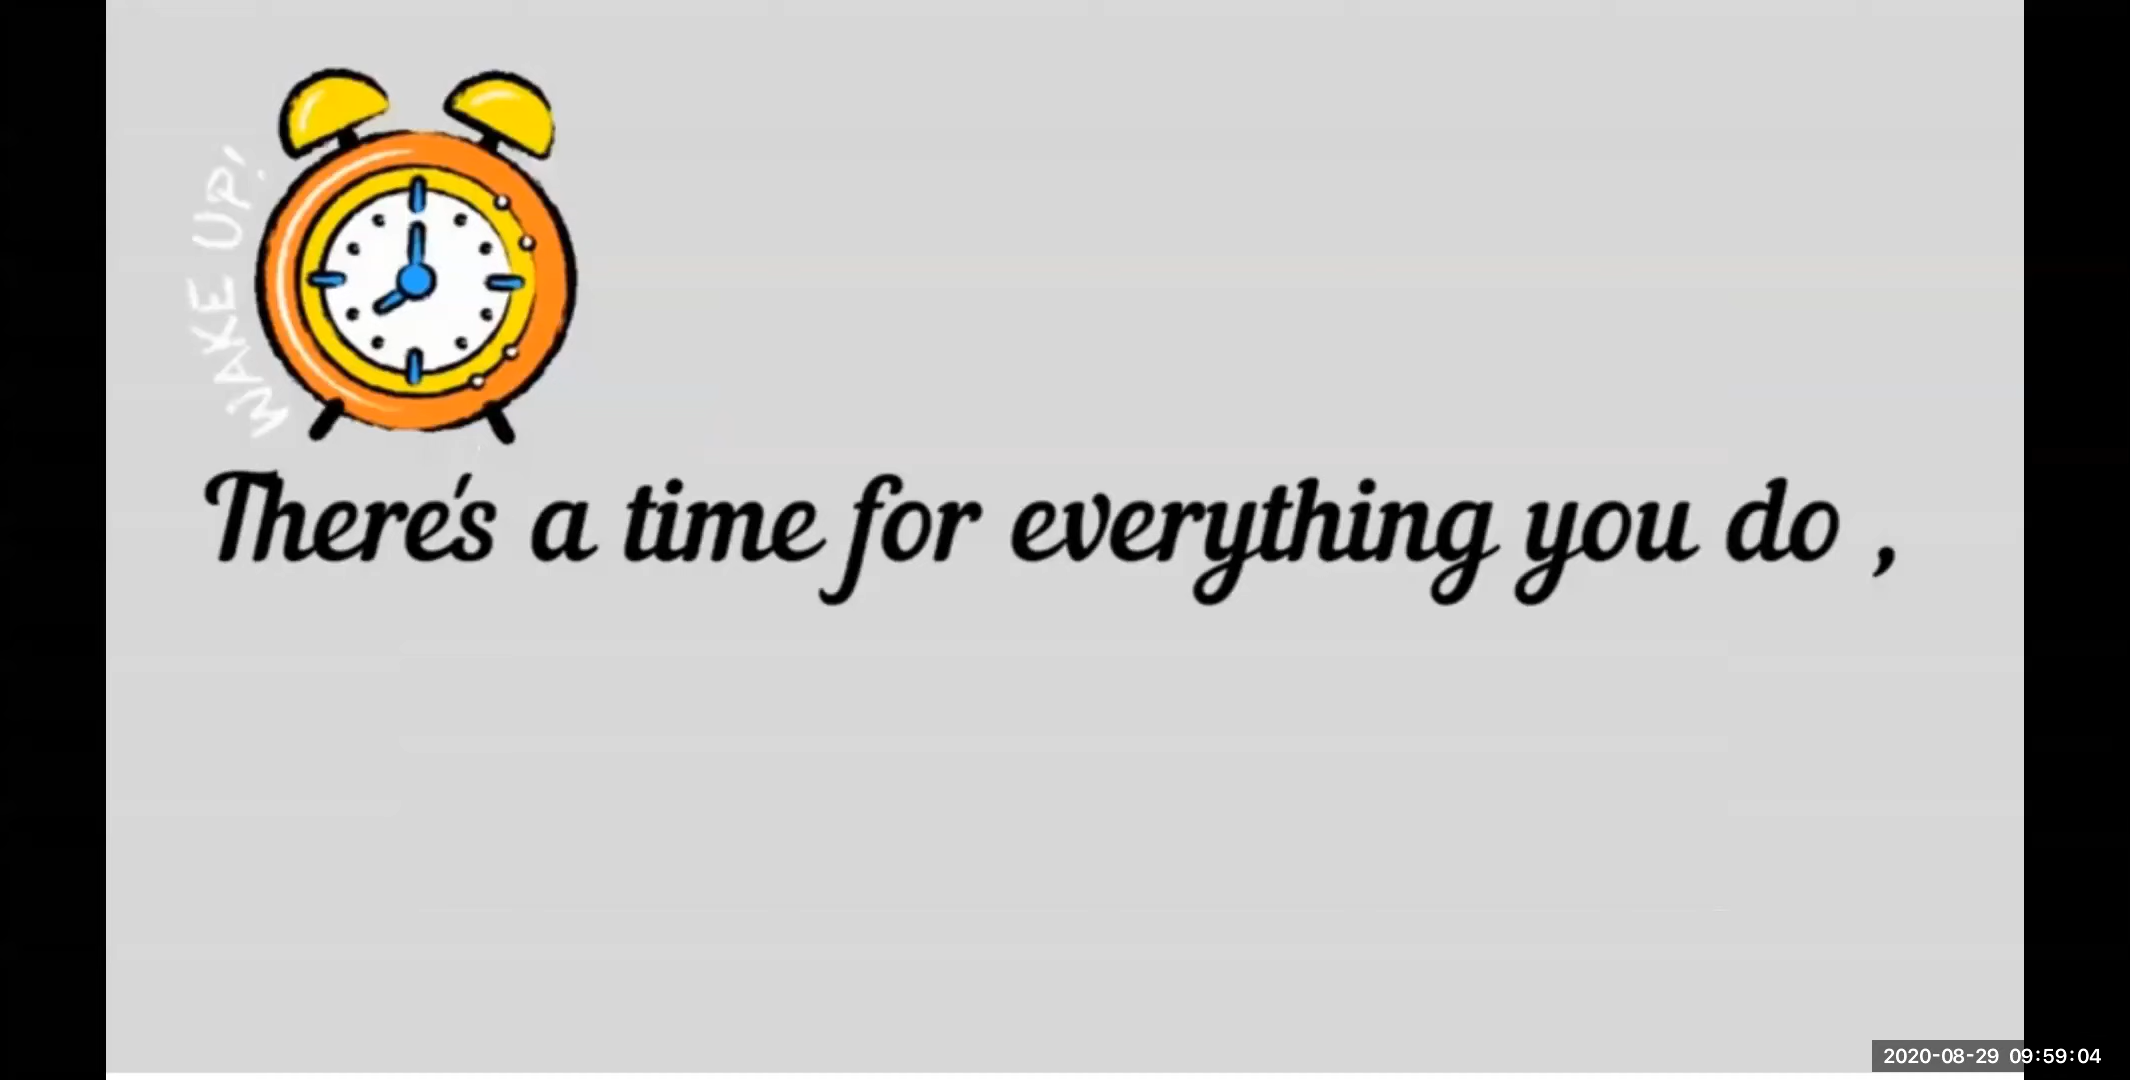 WAKE UP!
There's a time for everything you do ,
2020-08-29 09:59:04